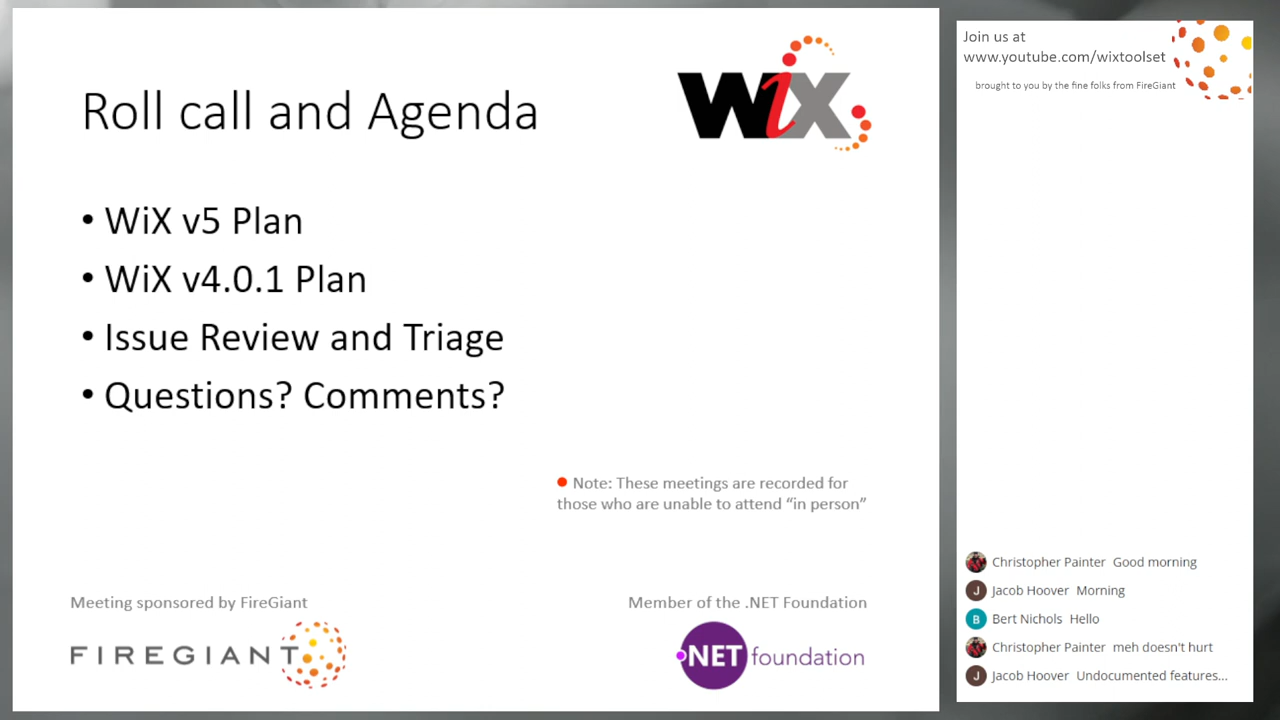 Roll call and Agenda
WiX
• WiX v5 Plan
• WiX v4.0.1 Plan
• Issue Review and Triage
• Questions? Comments?
Note: These meetings are recorded for
those who are unable to attend “in person”
Meeting sponsored by FireGiant
FIREGIANT
Member of the .NET Foundation
.NET foundation
Join us at
www.youtube.com/wixtoolset
brought to you by the fine folks from FireGiant
Christopher Painter Good morning
J Jacob Hoover Morning
B Bert Nichols Hello
Christopher Painter meh doesn't hurt
J Jacob Hoover Undocumented features...